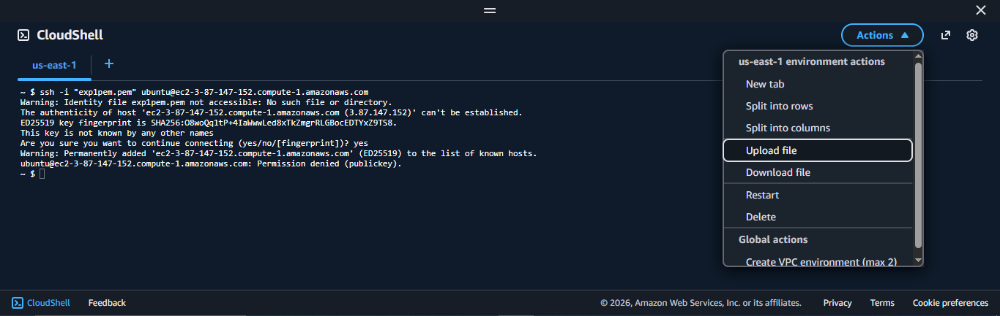 CloudShell
Actions
us-east-1
+
~ $ ssh -i "exp1pem.pem" ubuntu@ec2-3-87-147-152.compute-1.amazonaws.com
Warning: Identity file exp1pem.pem not accessible: No such file or directory.
The authenticity of host 'ec2-3-87-147-152.compute-1.amazonaws.com (3.87.147.152)' can't be established.
ED25519 key fingerprint is SHA256:O8woQq1tP+4IaWwwLed8xTkZmgrRLGBocEDTYxZ9TS8.
This key is not known by any other names
Are you sure you want to continue connecting (yes/no/[fingerprint])? yes
Warning: Permanently added 'ec2-3-87-147-152.compute-1.amazonaws.com' (ED25519) to the list of known hosts.
ubuntu@ec2-3-87-147-152.compute-1.amazonaws.com: Permission denied (publickey).
~ $
us-east-1 environment actions
New tab
Split into rows
Split into columns
Upload file
Download file
Restart
Delete
Global actions
Create VPC environment (max 2)
CloudShell
Feedback
© 2026, Amazon Web Services, Inc. or its affiliates.
Privacy
Terms
Cookie preferences